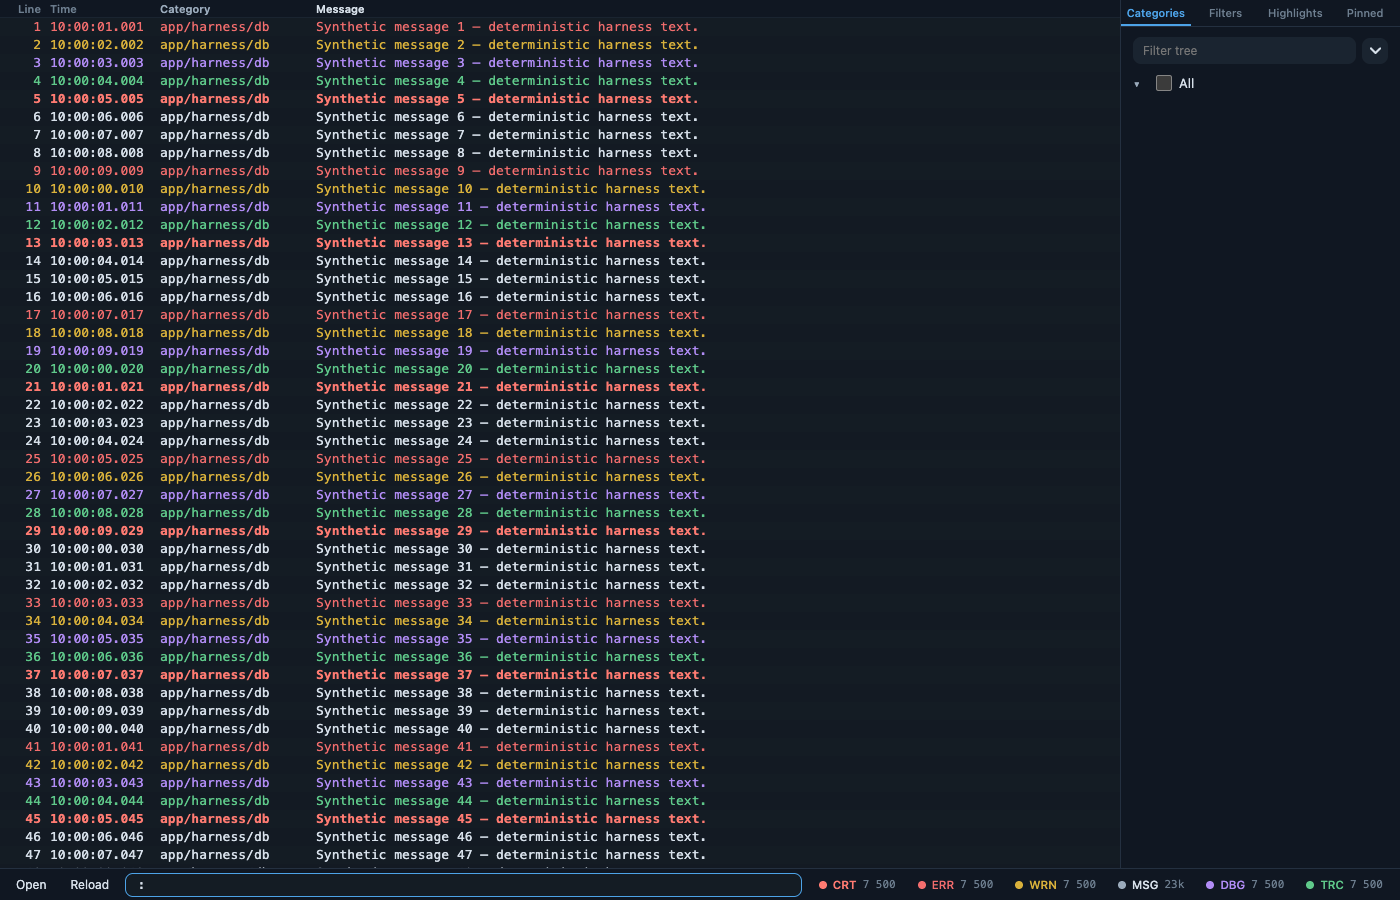 Line Time Category Message
1 10:00:01.001 app/harness/db Synthetic message 1 — deterministic harness text.
2 10:00:02.002 app/harness/db Synthetic message 2 — deterministic harness text.
3 10:00:03.003 app/harness/db Synthetic message 3 — deterministic harness text.
4 10:00:04.004 app/harness/db Synthetic message 4 — deterministic harness text.
5 10:00:05.005 app/harness/db Synthetic message 5 — deterministic harness text.
6 10:00:06.006 app/harness/db Synthetic message 6 — deterministic harness text.
7 10:00:07.007 app/harness/db Synthetic message 7 — deterministic harness text.
8 10:00:08.008 app/harness/db Synthetic message 8 — deterministic harness text.
9 10:00:09.009 app/harness/db Synthetic message 9 — deterministic harness text.
10 10:00:00.010 app/harness/db Synthetic message 10 — deterministic harness text.
11 10:00:01.011 app/harness/db Synthetic message 11 — deterministic harness text.
12 10:00:02.012 app/harness/db Synthetic message 12 — deterministic harness text.
13 10:00:03.013 app/harness/db Synthetic message 13 — deterministic harness text.
14 10:00:04.014 app/harness/db Synthetic message 14 — deterministic harness text.
15 10:00:05.015 app/harness/db Synthetic message 15 — deterministic harness text.
16 10:00:06.016 app/harness/db Synthetic message 16 — deterministic harness text.
17 10:00:07.017 app/harness/db Synthetic message 17 — deterministic harness text.
18 10:00:08.018 app/harness/db Synthetic message 18 — deterministic harness text.
19 10:00:09.019 app/harness/db Synthetic message 19 — deterministic harness text.
20 10:00:00.020 app/harness/db Synthetic message 20 — deterministic harness text.
21 10:00:01.021 app/harness/db Synthetic message 21 — deterministic harness text.
22 10:00:02.022 app/harness/db Synthetic message 22 — deterministic harness text.
23 10:00:03.023 app/harness/db Synthetic message 23 — deterministic harness text.
24 10:00:04.024 app/harness/db Synthetic message 24 — deterministic harness text.
25 10:00:05.025 app/harness/db Synthetic message 25 — deterministic harness text.
26 10:00:06.026 app/harness/db Synthetic message 26 — deterministic harness text.
27 10:00:07.027 app/harness/db Synthetic message 27 — deterministic harness text.
28 10:00:08.028 app/harness/db Synthetic message 28 — deterministic harness text.
29 10:00:09.029 app/harness/db Synthetic message 29 — deterministic harness text.
30 10:00:00.030 app/harness/db Synthetic message 30 — deterministic harness text.
31 10:00:01.031 app/harness/db Synthetic message 31 — deterministic harness text.
32 10:00:02.032 app/harness/db Synthetic message 32 — deterministic harness text.
33 10:00:03.033 app/harness/db Synthetic message 33 — deterministic harness text.
34 10:00:04.034 app/harness/db Synthetic message 34 — deterministic harness text.
35 10:00:05.035 app/harness/db Synthetic message 35 — deterministic harness text.
36 10:00:06.036 app/harness/db Synthetic message 36 — deterministic harness text.
37 10:00:07.037 app/harness/db Synthetic message 37 — deterministic harness text.
38 10:00:08.038 app/harness/db Synthetic message 38 — deterministic harness text.
39 10:00:09.039 app/harness/db Synthetic message 39 — deterministic harness text.
40 10:00:00.040 app/harness/db Synthetic message 40 — deterministic harness text.
41 10:00:01.041 app/harness/db Synthetic message 41 — deterministic harness text.
42 10:00:02.042 app/harness/db Synthetic message 42 — deterministic harness text.
43 10:00:03.043 app/harness/db Synthetic message 43 — deterministic harness text.
44 10:00:04.044 app/harness/db Synthetic message 44 — deterministic harness text.
45 10:00:05.045 app/harness/db Synthetic message 45 — deterministic harness text.
46 10:00:06.046 app/harness/db Synthetic message 46 — deterministic harness text.
47 10:00:07.047 app/harness/db Synthetic message 47 — deterministic harness text.
Categories Filters Highlights Pinned
Filter tree
All
Open Reload : CRT 7 500 ERR 7 500 WRN 7 500 MSG 23k DBG 7 500 TRC 7 500